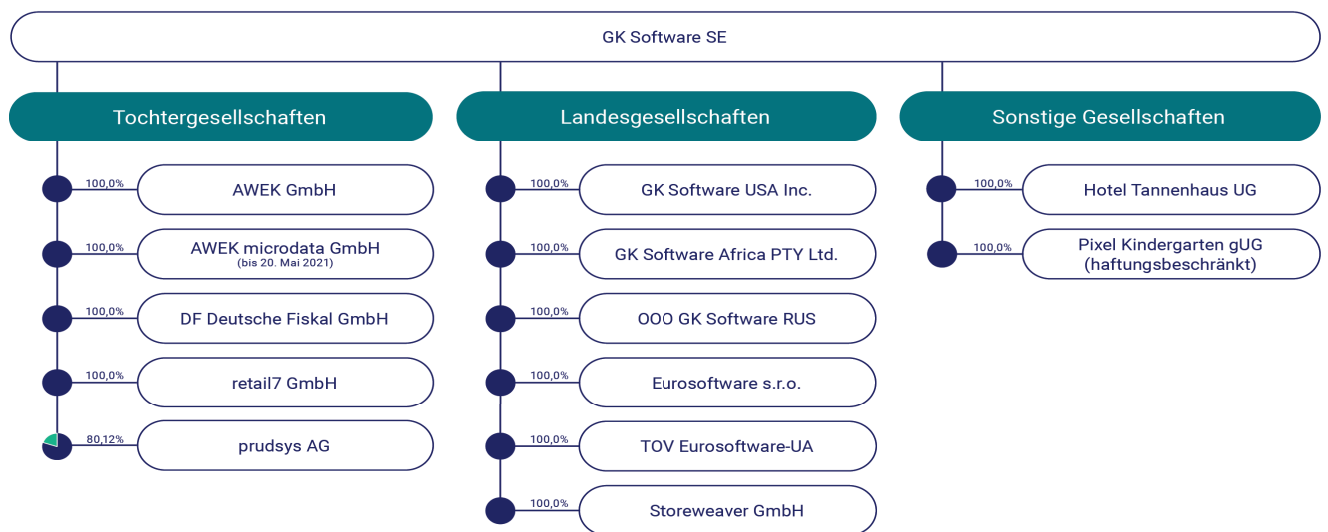 GK Software SE
Tochtergesellschaften
100,0%
AWEK GmbH
100,0%
AWEK microdata GmbH
(bis 20. Mai 2021)
100,0%
DF Deutsche Fiskal GmbH
100,0%
retail7 GmbH
80,12%
prudsys AG
Landesgesellschaften
100,0%
GK Software USA Inc.
100,0%
GK Software Africa PTY Ltd.
100,0%
OOO GK Software RUS
100,0%
Eurosoftware s.r.o.
100,0%
TOV Eurosoftware-UA
100,0%
Storeweaver GmbH
Sonstige Gesellschaften
100,0%
Hotel Tannenhaus UG
100,0%
Pixel Kindergarten gUG
(haftungsbeschränkt)